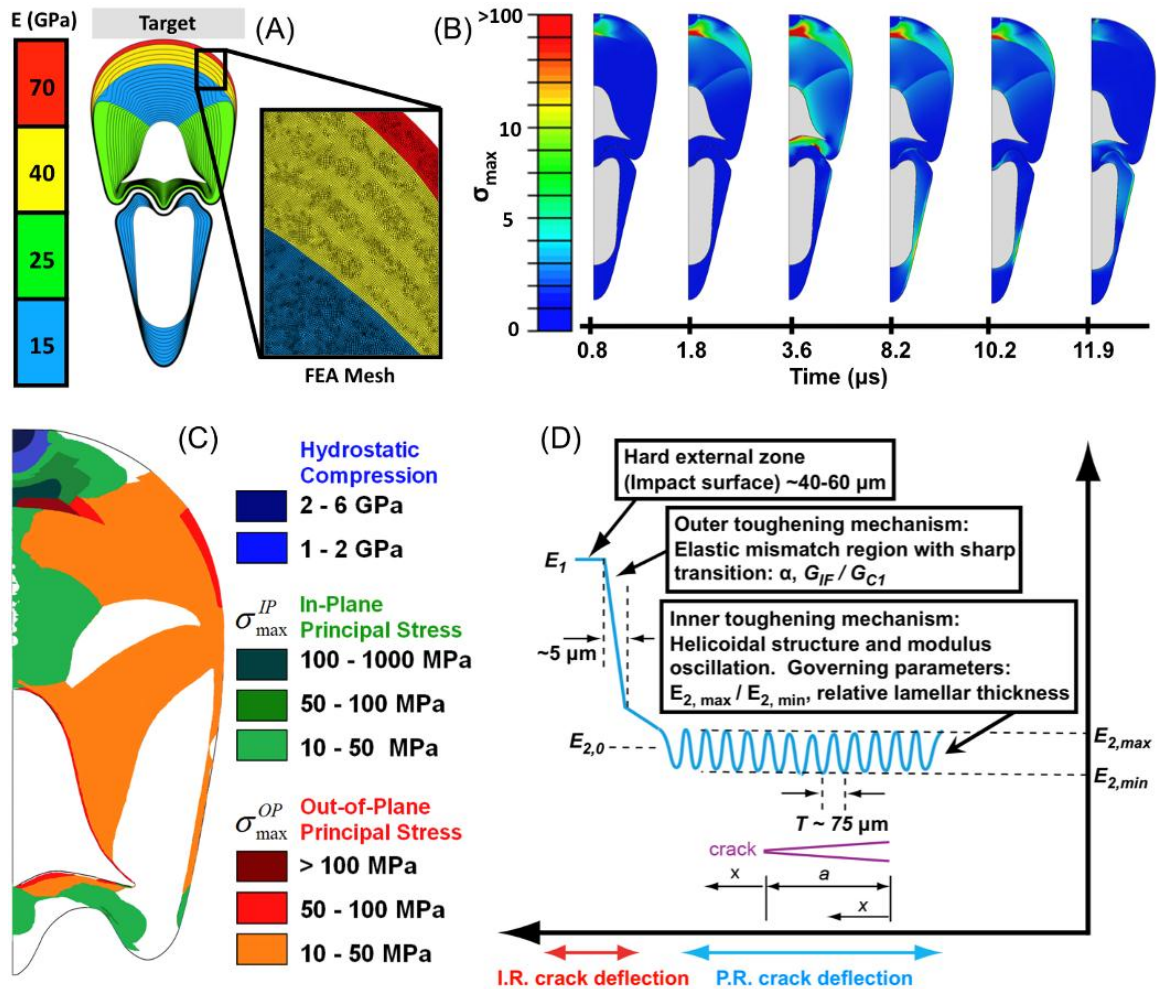 E (GPa)
70
40
25
15
Target
(A)
FEA Mesh
(B)
σmax
>100
10
5
0
0.8 1.8 3.6 8.2 10.2 11.9
Time (μs)
(C)
Hydrostatic
Compression
2 - 6 GPa
1 - 2 GPa
σ^IP_max In-Plane
Principal Stress
100 - 1000 MPa
50 - 100 MPa
10 - 50 MPa
σ^OP_max Out-of-Plane
Principal Stress
> 100 MPa
50 - 100 MPa
10 - 50 MPa
(D)
Hard external zone
(Impact surface) ~40-60 μm
Outer toughening mechanism:
Elastic mismatch region with sharp
transition: α, G_IF / G_C1
Inner toughening mechanism:
Helicoidal structure and modulus
oscillation. Governing parameters:
E2, max / E2, min, relative lamellar thickness
E1
~5 μm
E2,0
E2,max
E2,min
T ~ 75 μm
crack
x
a
x
I.R. crack deflection
P.R. crack deflection